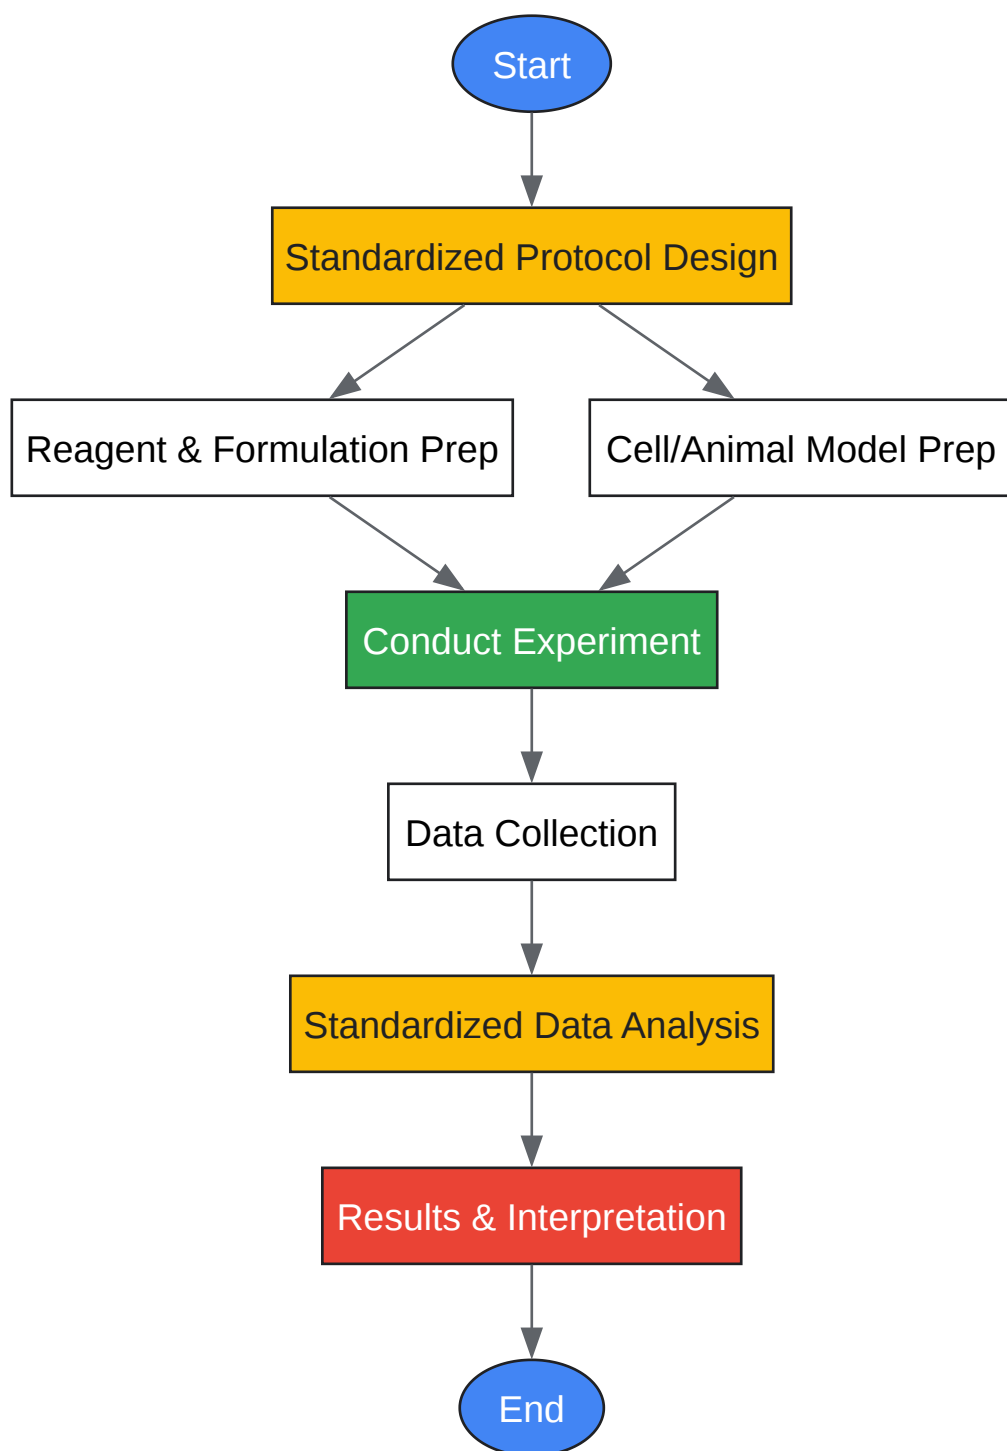 Start
Standardized Protocol Design
Reagent & Formulation Prep
Cell/Animal Model Prep
Conduct Experiment
Data Collection
Standardized Data Analysis
Results & Interpretation
End